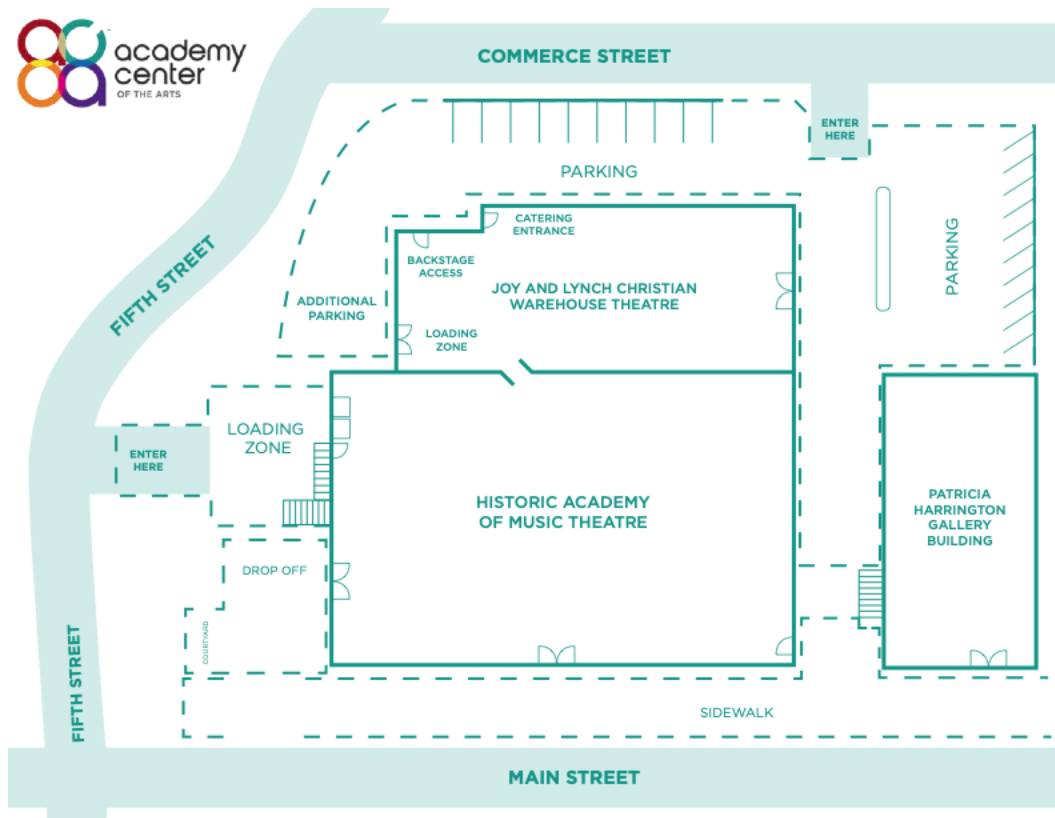 academy
center
OF THE ARTS
COMMERCE STREET
ENTER
HERE
PARKING
CATERING
ENTRANCE
BACKSTAGE
ACCESS
JOY AND LYNCH CHRISTIAN
WAREHOUSE THEATRE
PARKING
FIFTH STREET
ADDITIONAL
PARKING
LOADING
ZONE
LOADING
ZONE
ENTER
HERE
HISTORIC ACADEMY
OF MUSIC THEATRE
PATRICIA
HARRINGTON
GALLERY
BUILDING
DROP OFF
COURTYARD
FIFTH STREET
SIDEWALK
MAIN STREET